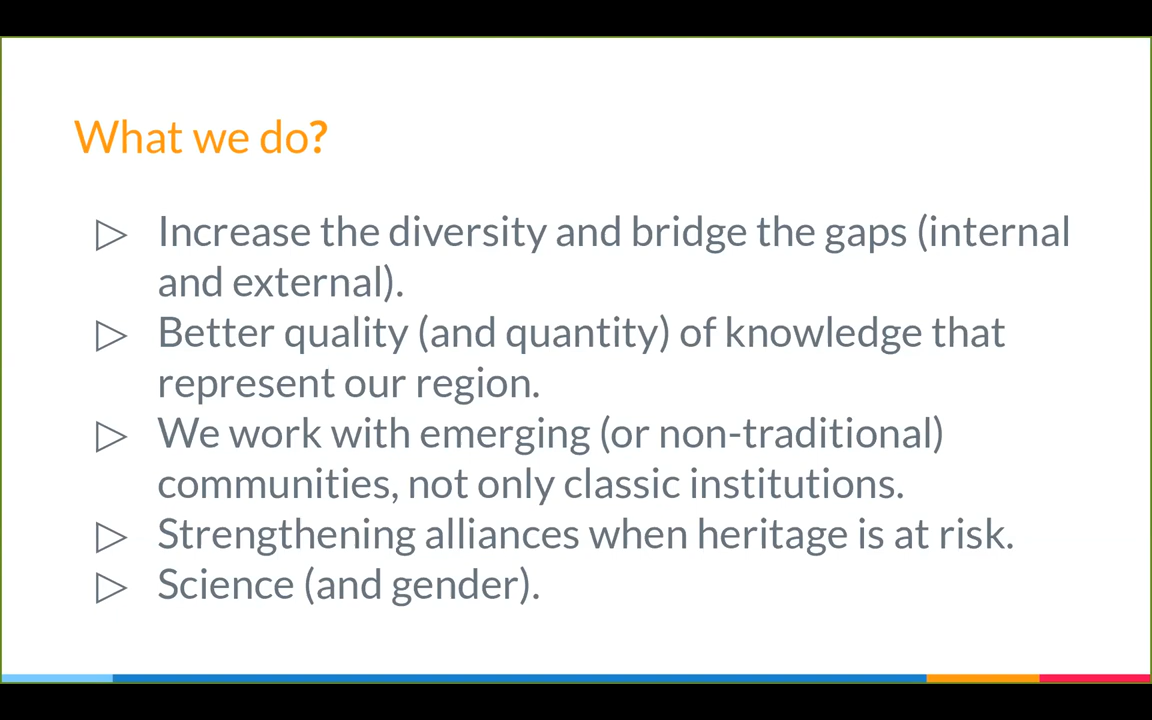 What we do?
▷ Increase the diversity and bridge the gaps (internal
and external).
▷ Better quality (and quantity) of knowledge that
represent our region.
▷ We work with emerging (or non-traditional)
communities, not only classic institutions.
▷ Strengthening alliances when heritage is at risk.
▷ Science (and gender).